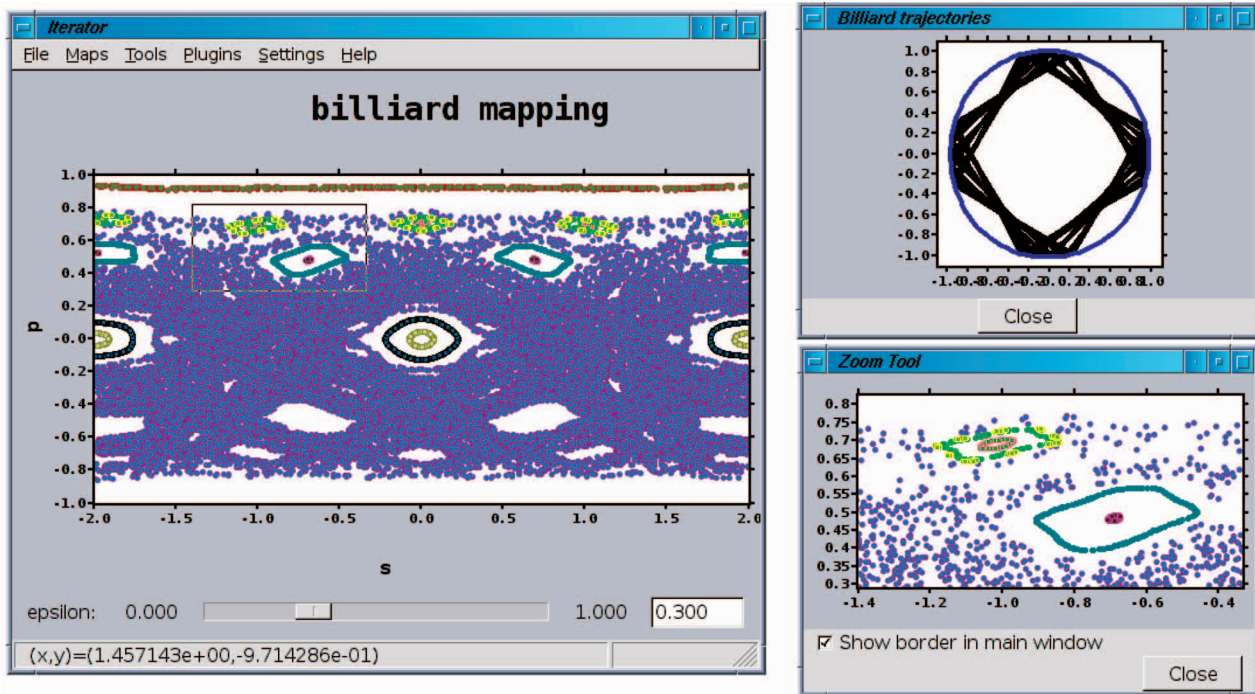 Iterator
File Maps Tools Plugins Settings Help
billiard mapping
1.0
0.8
0.6
0.4
0.2
-0.0
-0.2
-0.4
-0.6
-0.8
-1.0
p
-2.0 -1.5 -1.0 -0.5 0.0 0.5 1.0 1.5 2.0
s
epsilon: 0.000 1.000 0.300
(x,y)=(1.457143e+00,-9.714286e-01)
Billiard trajectories
1.0
0.8
0.6
0.4
0.2
-0.0
-0.2
-0.4
-0.6
-0.8
-1.0
Close
Zoom Tool
0.8
0.75
0.7
0.65
0.6
0.55
0.5
0.45
0.4
0.35
0.3
-1.4 -1.2 -1.0 -0.8 -0.6 -0.4
Show border in main window
Close